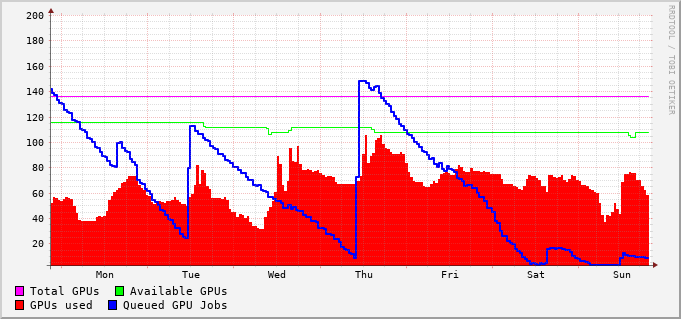 200
180
160
140
120
100
80
60
40
20
Mon Tue Wed Thu Fri Sat Sun
Total GPUs Available GPUs
GPUs used Queued GPU Jobs
RRDTOOL / TOBI OETIKER